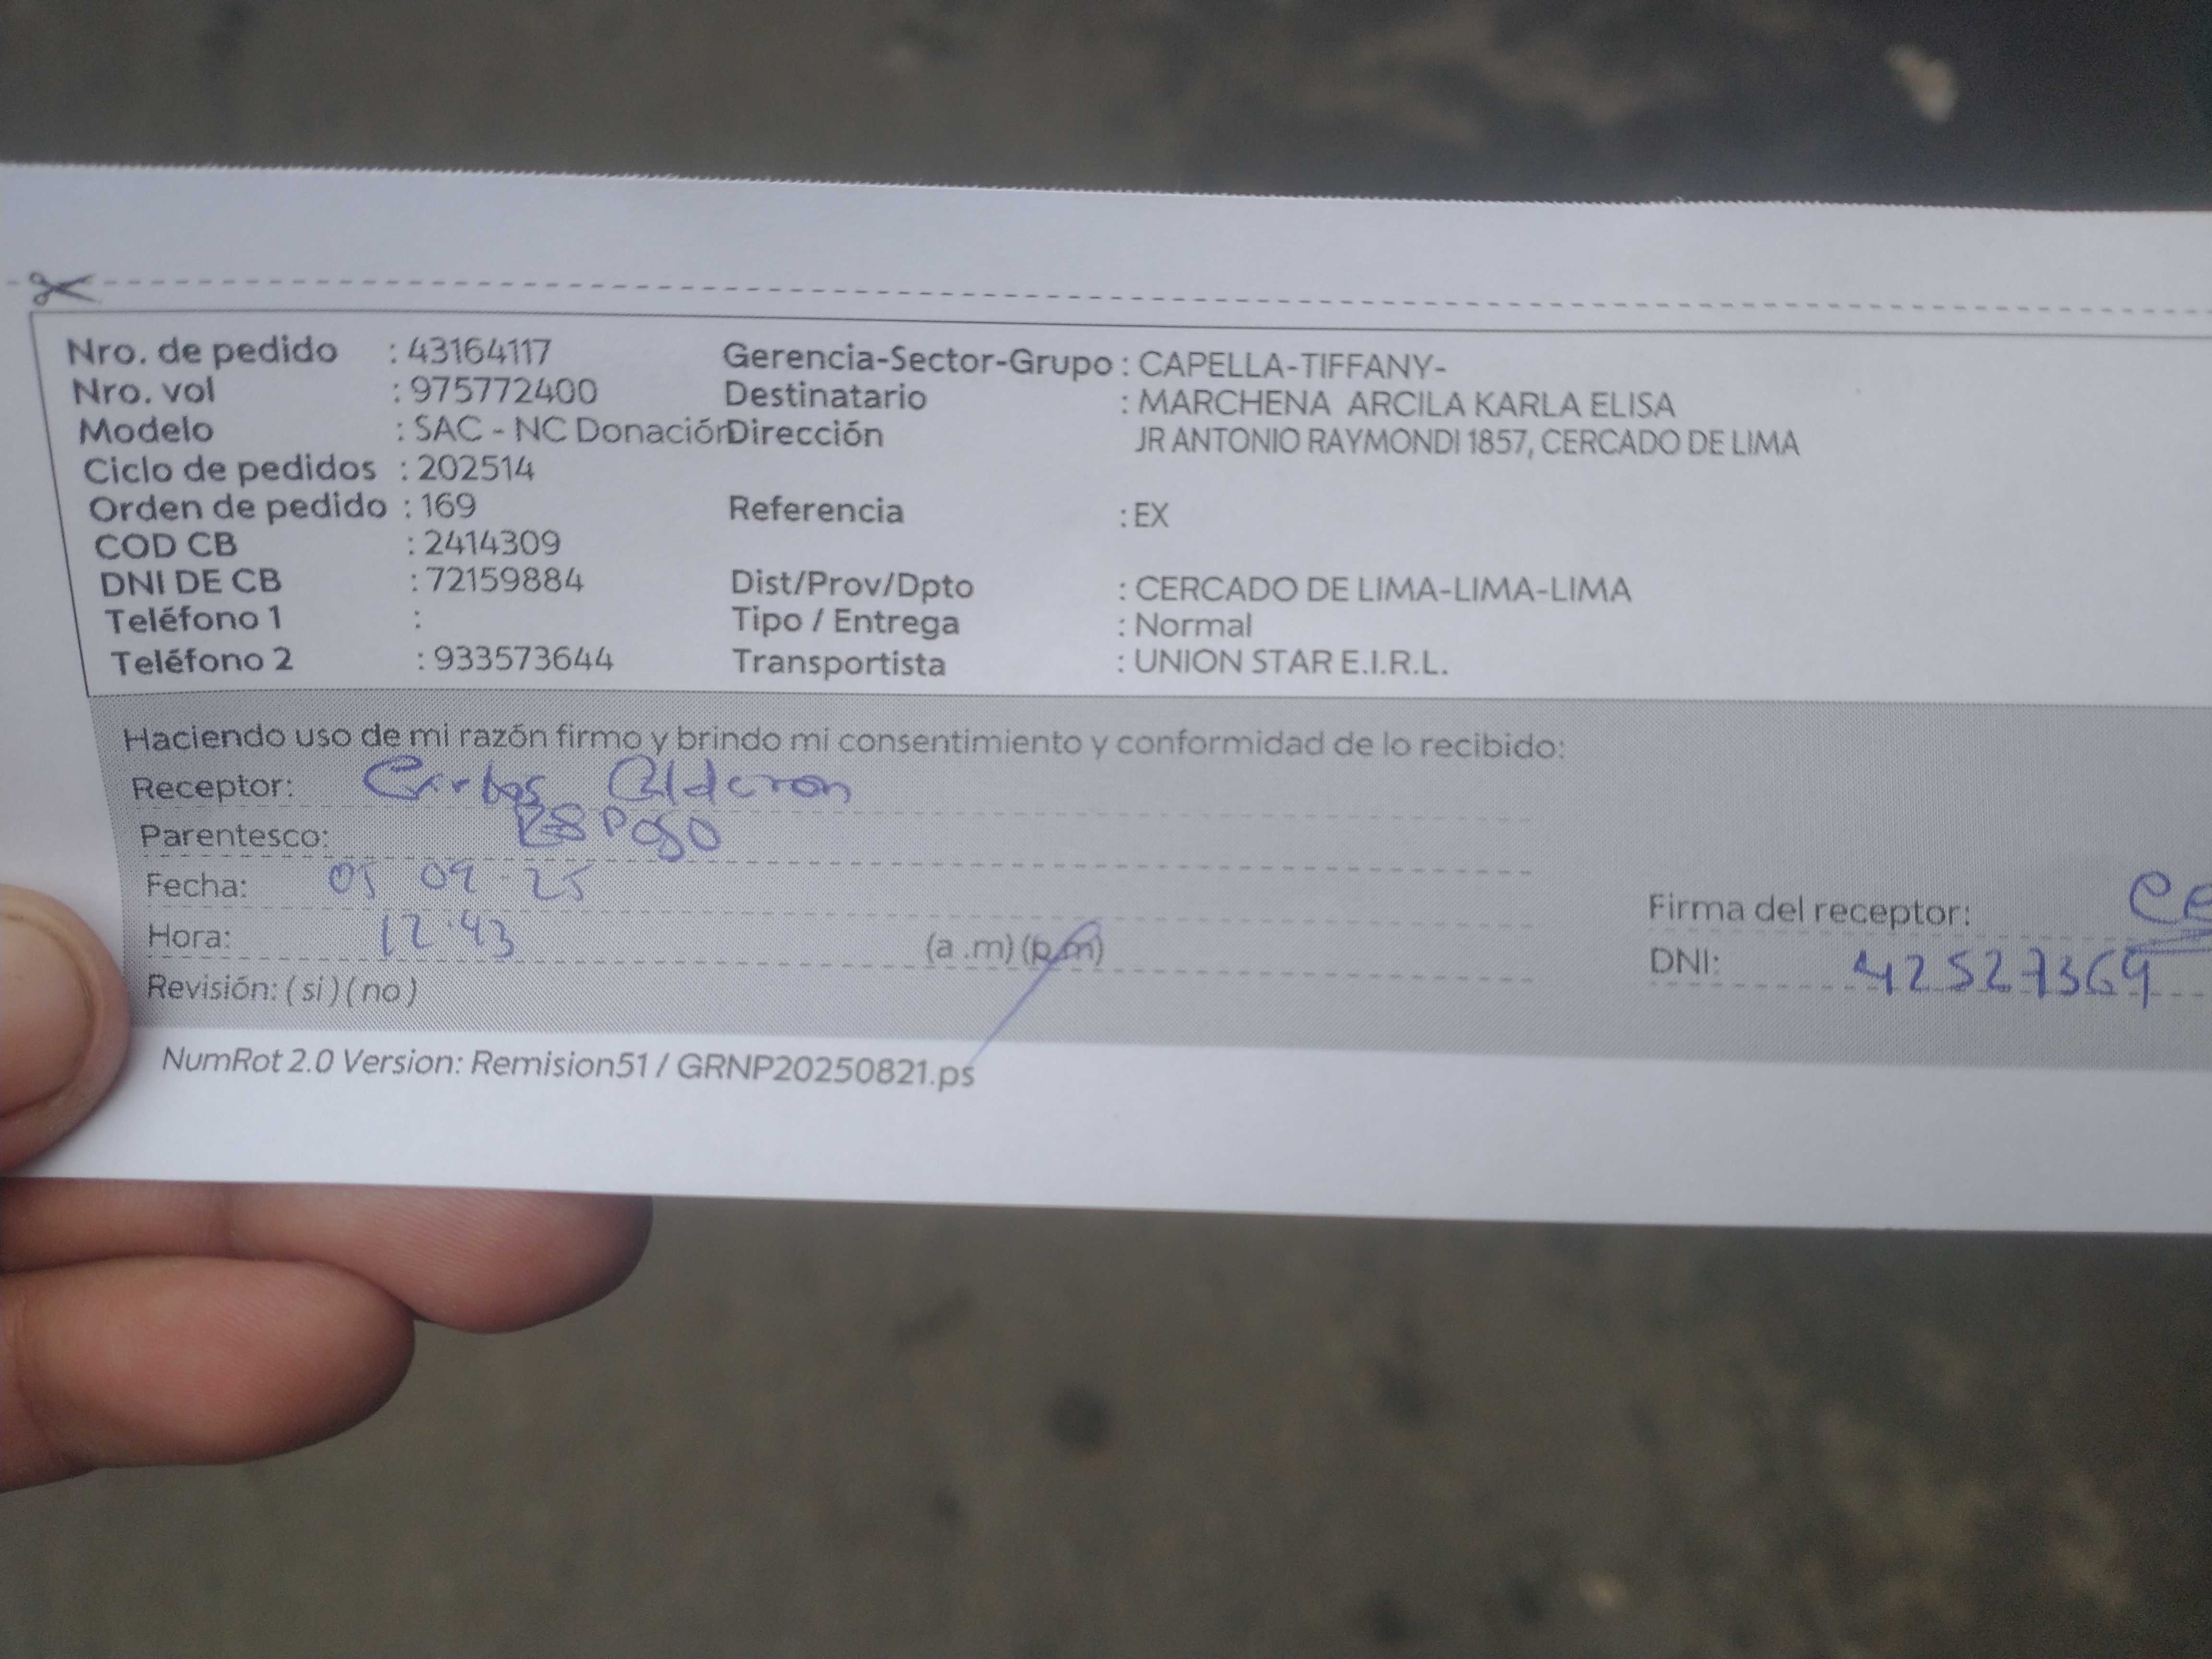 Nro. de pedido : 43164117 Gerencia-Sector-Grupo : CAPELLA-TIFFANY-
Nro. vol : 975772400 Destinatario : MARCHENA ARCILA KARLA ELISA
Modelo : SAC - NC Donación Dirección JR ANTONIO RAYMONDI 1857, CERCADO DE LIMA
Ciclo de pedidos : 202514
Orden de pedido : 169 Referencia : EX
COD CB : 2414309
DNI DE CB : 72159884 Dist/Prov/Dpto : CERCADO DE LIMA-LIMA-LIMA
Teléfono 1 : Tipo / Entrega : Normal
Teléfono 2 : 933573644 Transportista : UNION STAR E.I.R.L.
Haciendo uso de mi razón firmo y brindo mi consentimiento y conformidad de lo recibido:
Receptor: Carlos Calderon
Parentesco: ESPOSO
Fecha: 05 09-25
Hora: 12:43 (a .m) (p.m) Firma del receptor:
Revisión: ( si ) ( no ) DNI: 42527369
NumRot 2.0 Version: Remision51 / GRNP20250821.ps